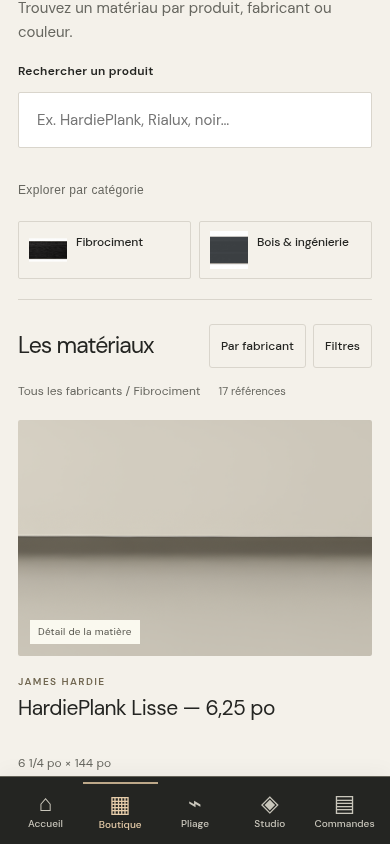 Trouvez un matériau par produit, fabricant ou
couleur.
Rechercher un produit
Ex. HardiePlank, Rialux, noir…
Explorer par catégorie
Fibrociment
Bois & ingénierie
Les matériaux
Par fabricant
Filtres
Tous les fabricants / Fibrociment
17 références
Détail de la matière
JAMES HARDIE
HardiePlank Lisse — 6,25 po
6 1/4 po × 144 po
Accueil
Boutique
Pliage
Studio
Commandes